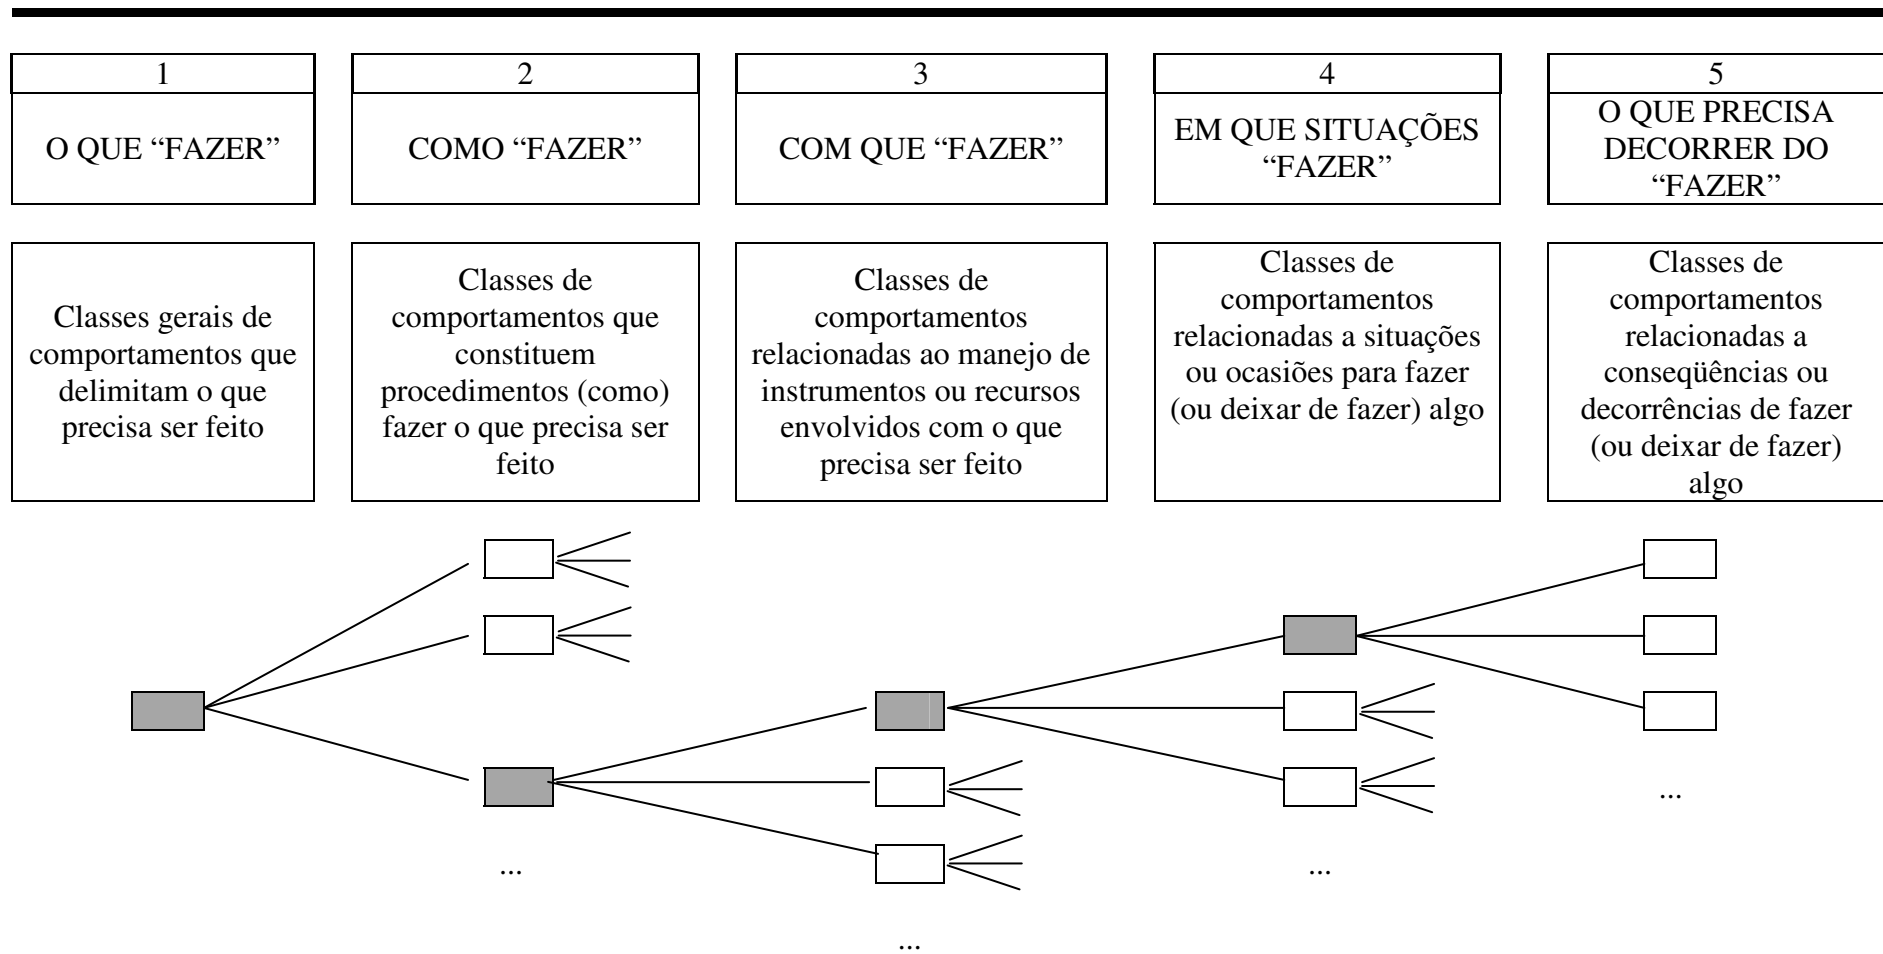 1
O QUE “FAZER”
2
COMO “FAZER”
3
COM QUE “FAZER”
4
EM QUE SITUAÇÕES
“FAZER”
5
O QUE PRECISA
DECORRER DO
“FAZER”
Classes gerais de
comportamentos que
delimitam o que
precisa ser feito
Classes de
comportamentos que
constituem
procedimentos (como)
fazer o que precisa ser
feito
Classes de
comportamentos
relacionadas ao manejo de
instrumentos ou recursos
envolvidos com o que
precisa ser feito
Classes de
comportamentos
relacionadas a situações
ou ocasiões para fazer
(ou deixar de fazer) algo
Classes de
comportamentos
relacionadas a
conseqüências ou
decorrências de fazer
(ou deixar de fazer)
algo
...
...
...
...